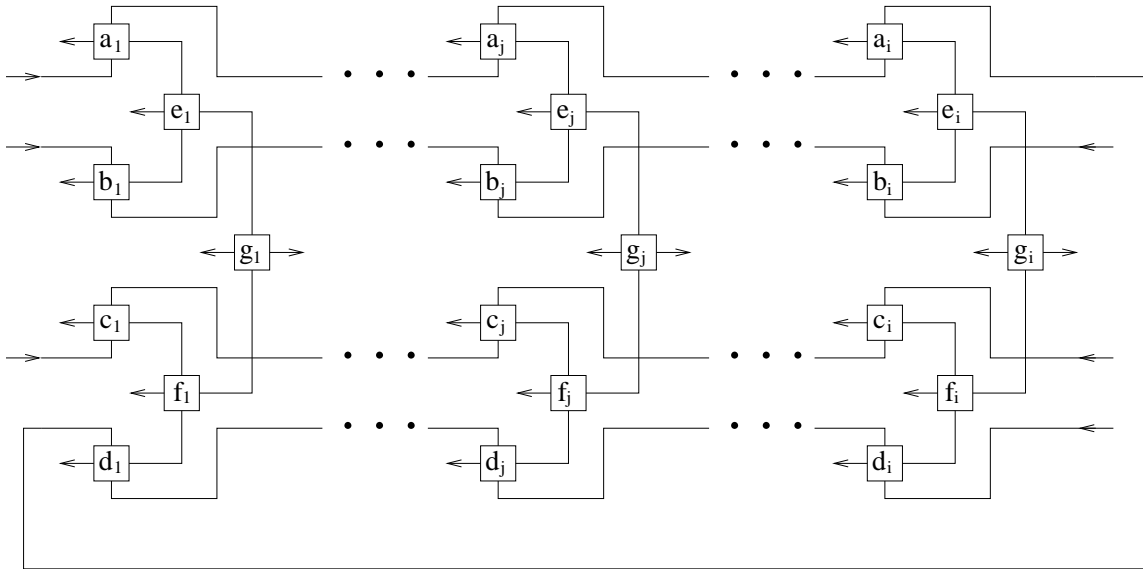 a₁ aⱼ aᵢ
e₁ eⱼ eᵢ
b₁ bⱼ bᵢ
g₁ gⱼ gᵢ
c₁ cⱼ cᵢ
f₁ fⱼ fᵢ
d₁ dⱼ dᵢ